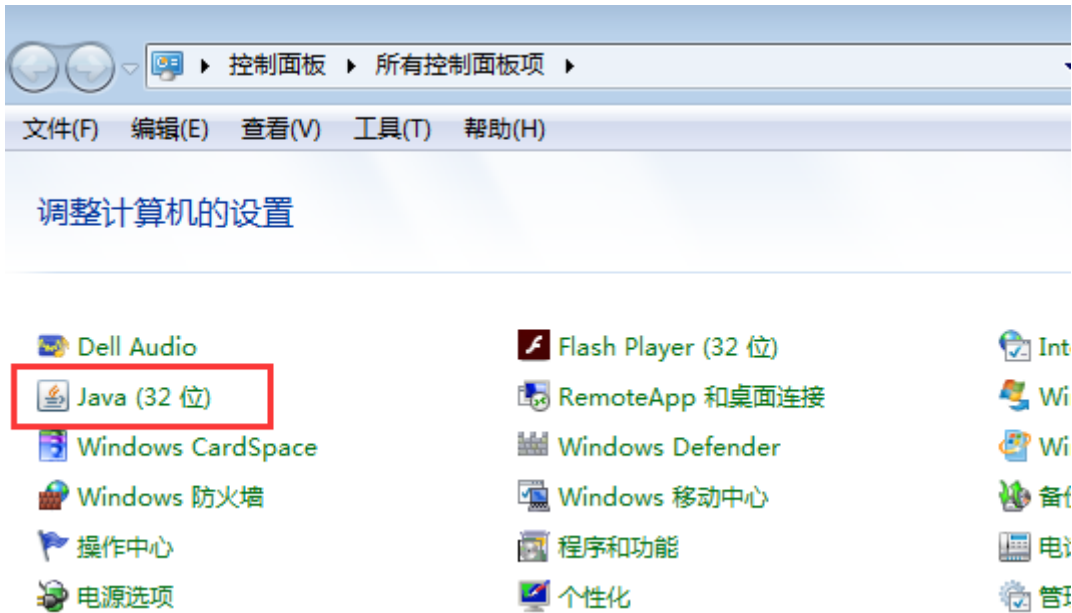 控制面板 ▸ 所有控制面板项 ▸
文件(F) 编辑(E) 查看(V) 工具(T) 帮助(H)
调整计算机的设置
Dell Audio Flash Player (32 位)
Java (32 位) RemoteApp 和桌面连接
Windows CardSpace Windows Defender
Windows 防火墙 Windows 移动中心
操作中心 程序和功能
电源选项 个性化